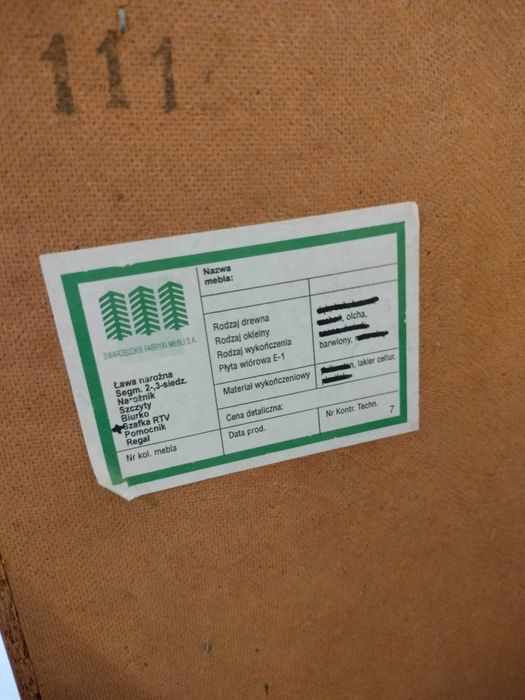 111
SWARZĘDZKIE FABRYKI MEBLI S.A.
Nazwa
mebla:
Rodzaj drewna
Rodzaj okleiny
Rodzaj wykończenia
Płyta wiórowa E-1
, olcha,
barwiony,
Materiał wykończeniowy
lakier cellur,
Ława narożna
Segm. 2-,3-siedz.
Narożnik
Szczyty
Biurko
Szafka RTV
Pomocnik
Regał
Cena detaliczna:
Nr kol. mebla
Data prod.
Nr Kontr. Techn.
7